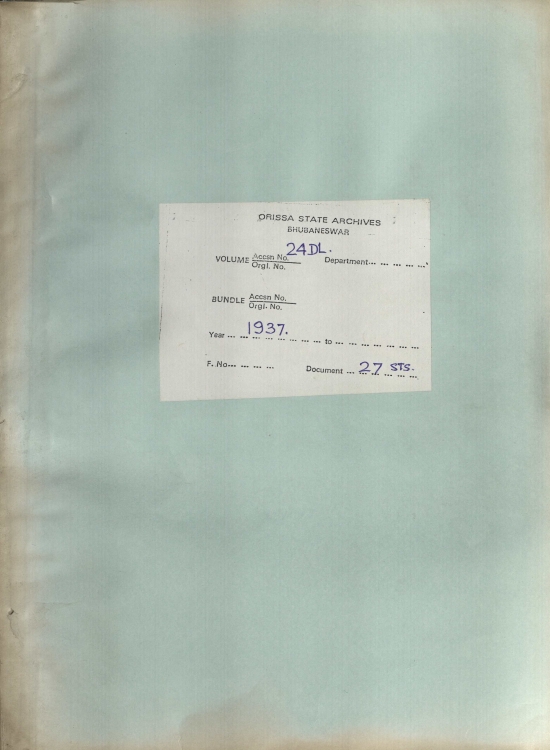 ORISSA STATE ARCHIVES
BHUBANESWAR
VOLUME Accsn No. 24DL. Department... ... ... ... ...
Orgl. No.
BUNDLE Accsn No.
Orgl. No.
Year ... 1937. ... ... ... ... ... to ... ... ... ... ... ... ...
F. No... ... ... ... Document ... 27 STS.